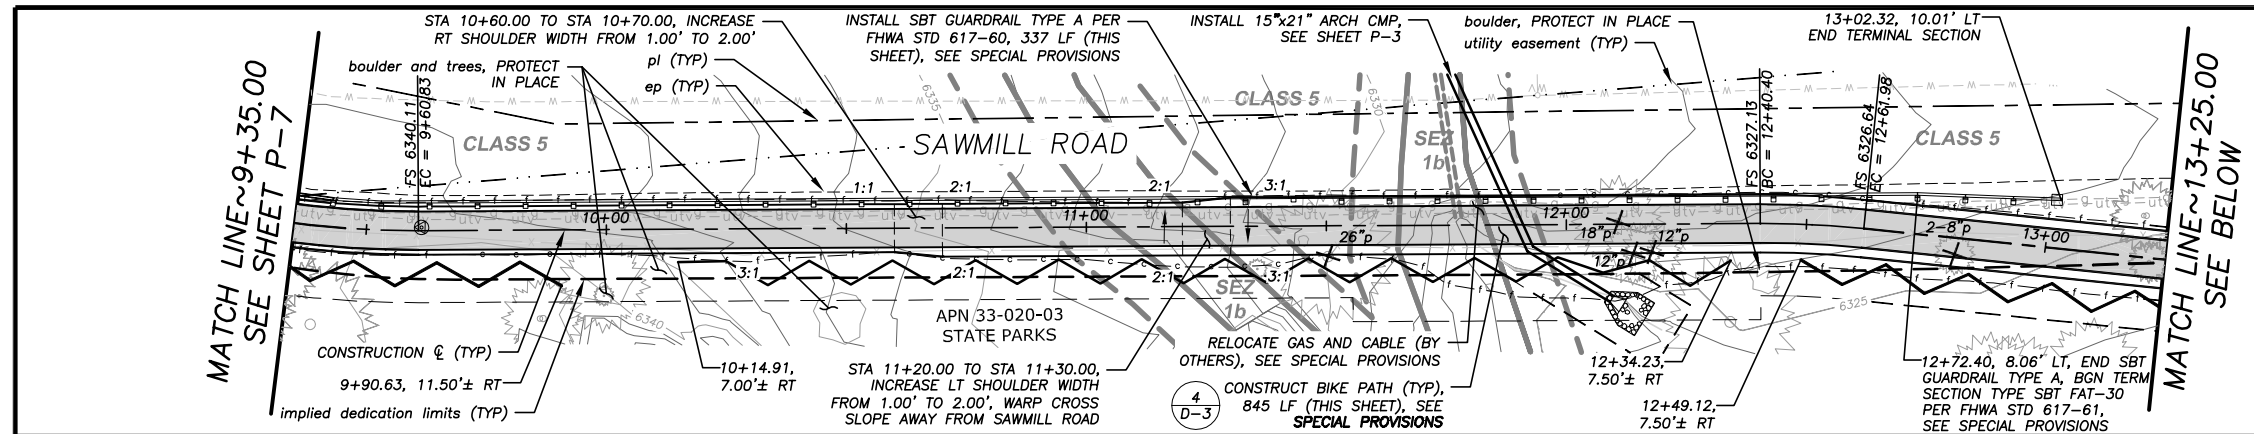 STA 10+60.00 TO STA 10+70.00, INCREASE
RT SHOULDER WIDTH FROM 1.00' TO 2.00'
boulder and trees, PROTECT
IN PLACE
pl (TYP)
ep (TYP)
INSTALL SBT GUARDRAIL TYPE A PER
FHWA STD 617-60, 337 LF (THIS
SHEET), SEE SPECIAL PROVISIONS
INSTALL 15"x21" ARCH CMP,
SEE SHEET P-3
boulder, PROTECT IN PLACE
utility easement (TYP)
13+02.32, 10.01' LT
END TERMINAL SECTION
MATCH LINE~9+35.00
SEE SHEET P-7
FS 6340.11
EC = 9+60.83
CLASS 5
SAWMILL ROAD
6335
CLASS 5
6330
SEZ
1b
FS 6327.13
BC = 12+40.40
FS 6326.64
EC = 12+61.98
CLASS 5
MATCH LINE~13+25.00
SEE BELOW
1:1
2:1
2:1
3:1
10+00
11+00
12+00
13+00
26"p
18"p
12"p
12"p
2-8"p
3:1
2:1
2:1
3:1
SEZ
1b
6340
6325
APN 33-020-03
STATE PARKS
CONSTRUCTION ℄ (TYP)
9+90.63, 11.50'± RT
implied dedication limits (TYP)
10+14.91,
7.00'± RT
STA 11+20.00 TO STA 11+30.00,
INCREASE LT SHOULDER WIDTH
FROM 1.00' TO 2.00', WARP CROSS
SLOPE AWAY FROM SAWMILL ROAD
RELOCATE GAS AND CABLE (BY
OTHERS), SEE SPECIAL PROVISIONS
4
D-3
CONSTRUCT BIKE PATH (TYP),
845 LF (THIS SHEET), SEE
SPECIAL PROVISIONS
12+34.23,
7.50'± RT
12+49.12,
7.50'± RT
12+72.40, 8.06' LT, END SBT
GUARDRAIL TYPE A, BGN TERM
SECTION TYPE SBT FAT-30
PER FHWA STD 617-61,
SEE SPECIAL PROVISIONS